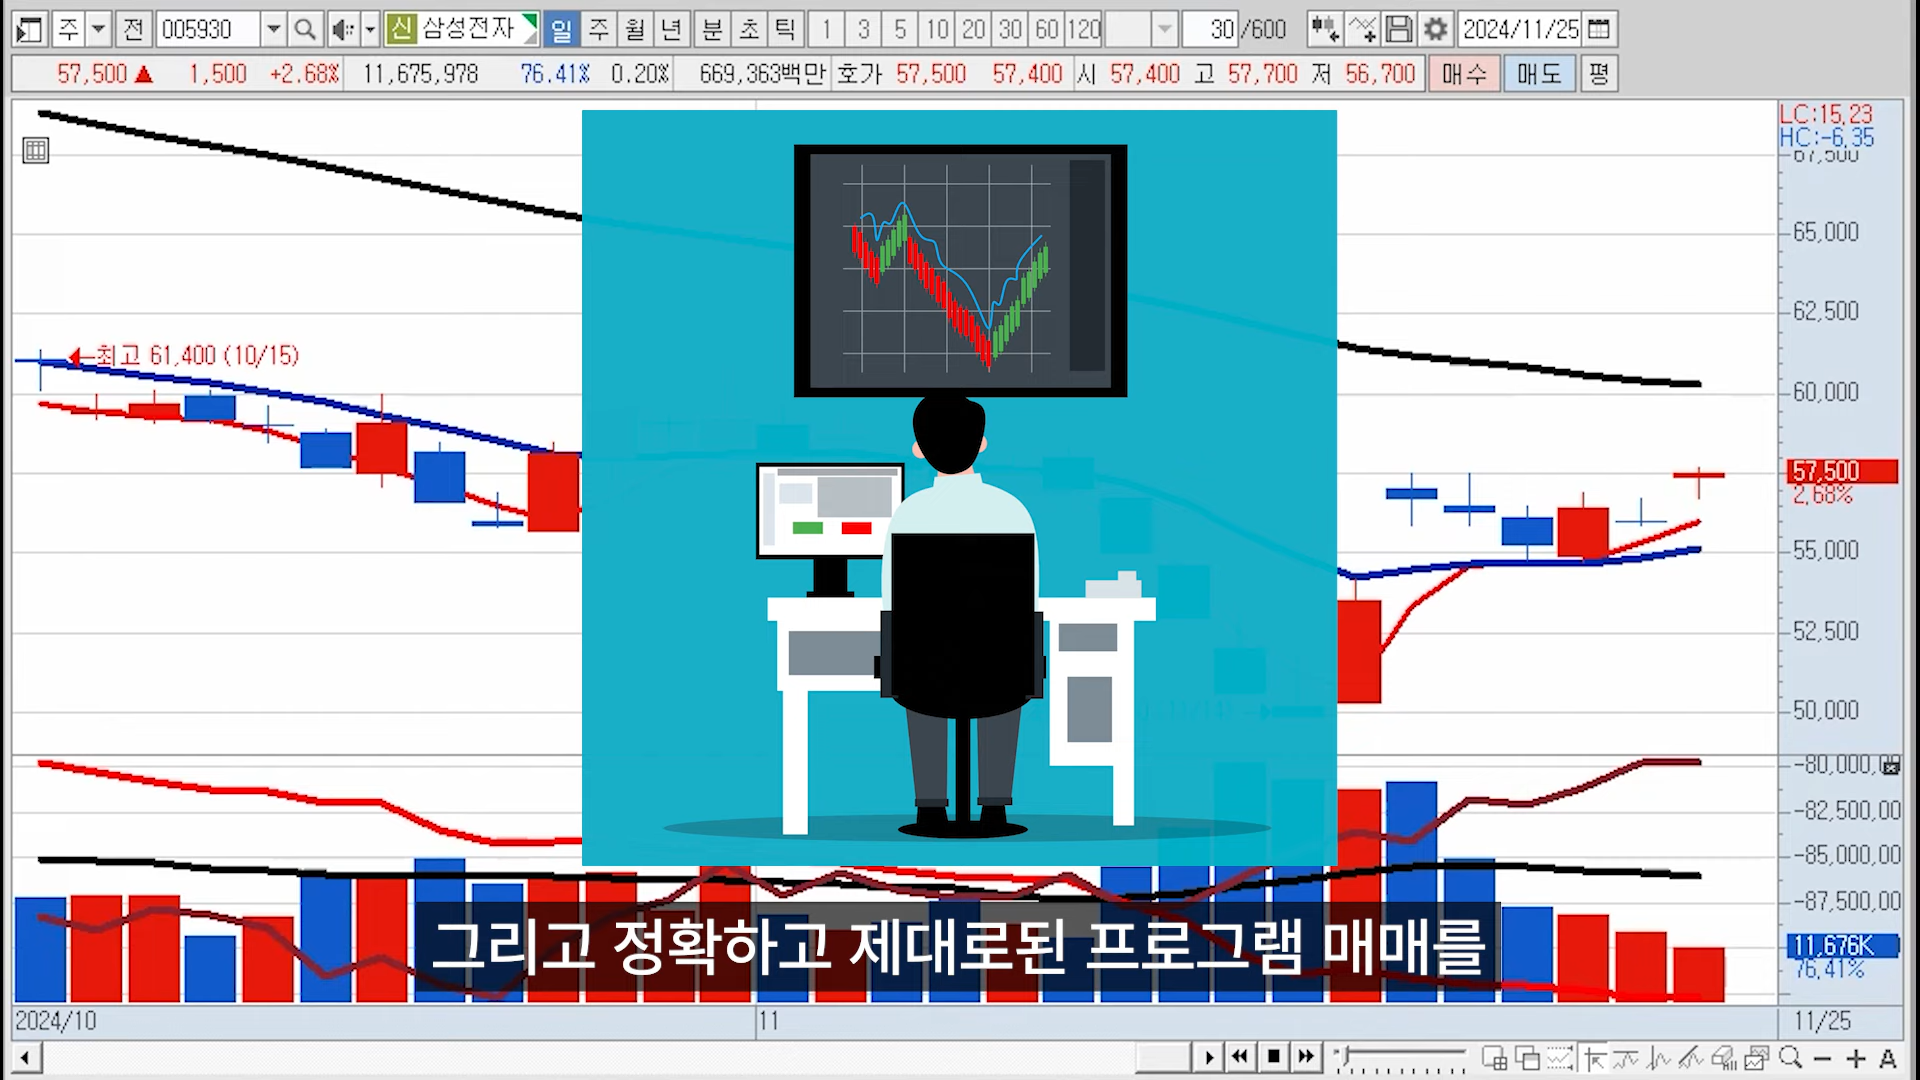 주 전 005930 신 삼성전자 일 주 월 년 분 초 틱 1 3 5 10 20 30 60 120 30 /600 2024/11/25
57,500 ▲ 1,500 +2.68% 11,675,978 76.41% 0.20% 669,363백만 호가 57,500 57,400 시 57,400 고 57,700 저 56,700 매수 매도 평
LC:15,23
HC:-6,35
67,500
65,000
62,500
최고 61,400 (10/15)
60,000
57,500
2,68%
55,000
52,500
50,000
-80,000,
-82,500,00
-85,000,00
-87,500,00
그리고 정확하고 제대로된 프로그램 매매를
11,676K
76,41%
2024/10 11 11/25
A